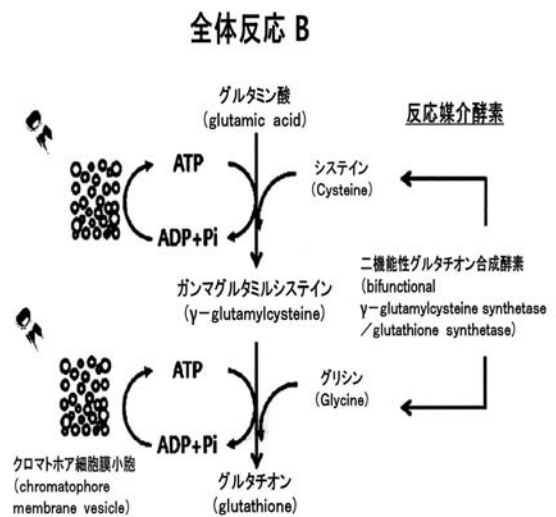 全体反応 B
グルタミン酸
(glutamic acid)
反応媒介酵素
ATP
システイン
(Cysteine)
ADP+Pi
ガンマグルタミルシステイン
(γ-glutamylcysteine)
二機能性グルタチオン合成酵素
(bifunctional
γ-glutamylcysteine synthetase
/glutathione synthetase)
ATP
グリシン
(Glycine)
ADP+Pi
クロマトホア細胞膜小胞
(chromatophore
membrane vesicle)
グルタチオン
(glutathione)